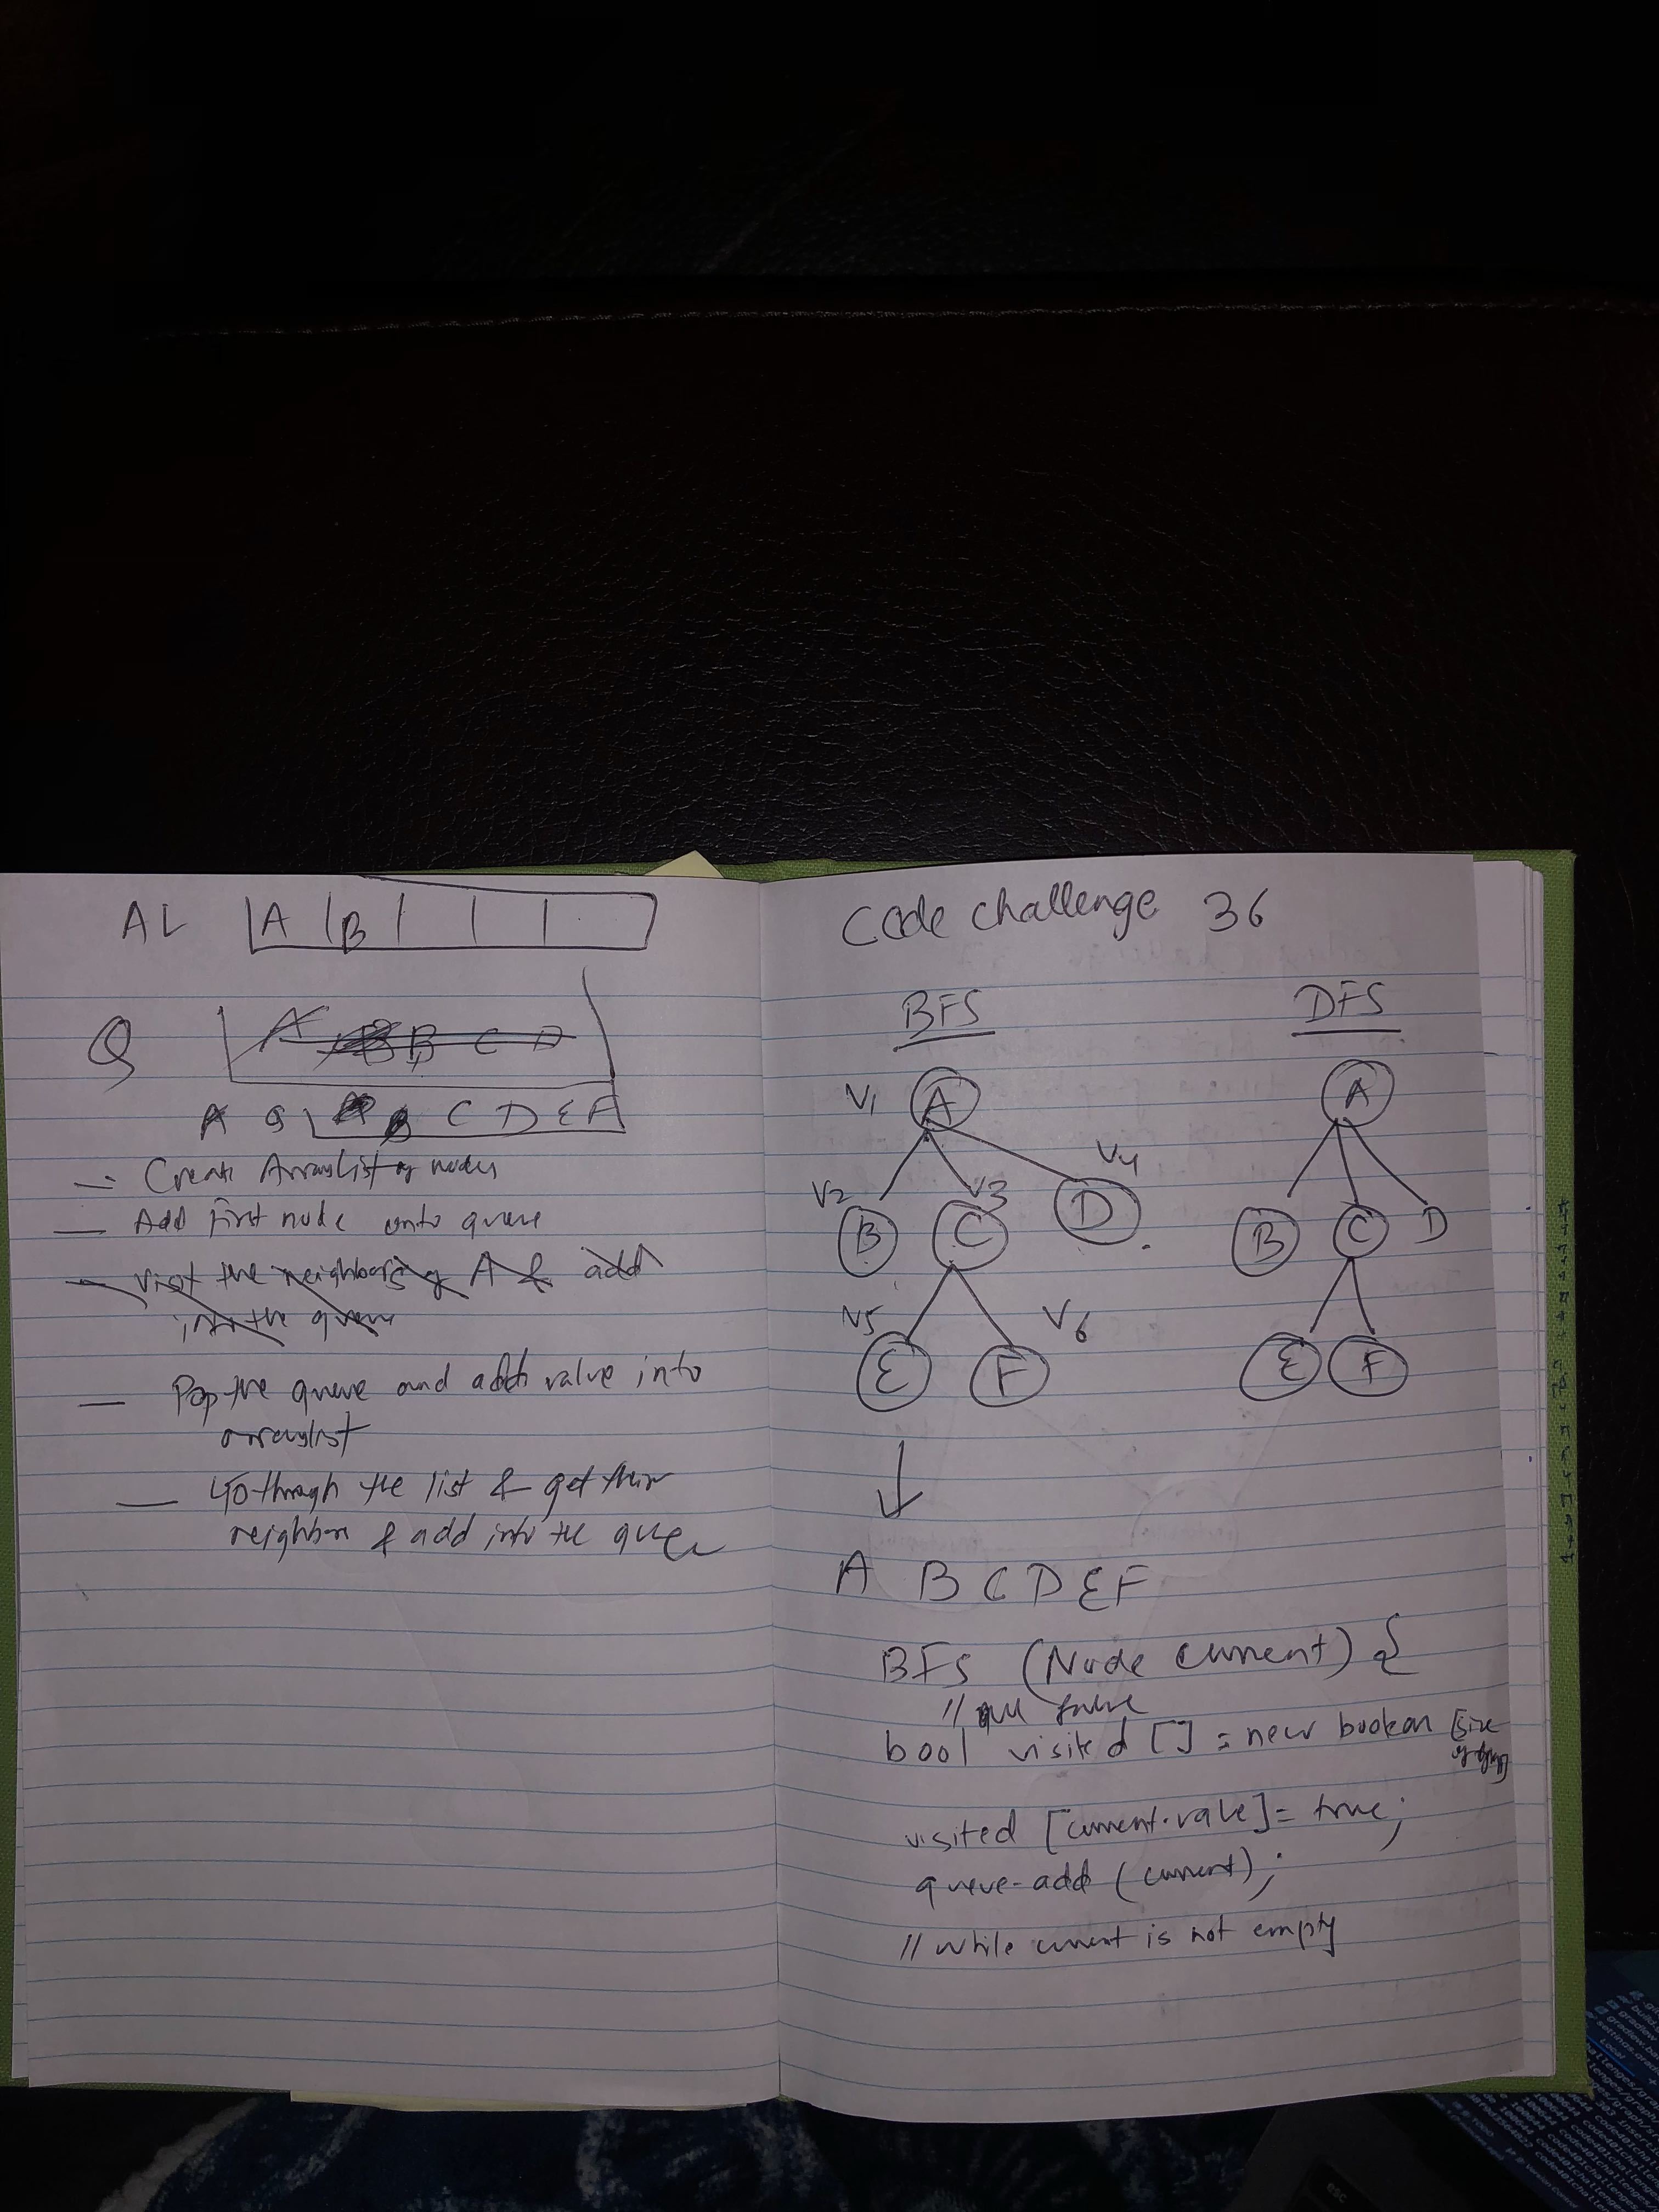 AL A B
Q A B B C D
A Q B C D E F
— Create ArrayList of nodes
— Add first node onto queue
— Visit the neighbors of A & add
into the queue
— Pop the queue and add value into
arraylist
— Go through the list & get their
neighbors & add into the queue
Code challenge 36
BFS DFS
V1 A A
V2 V3 V4
B C D B C D
V5 V6
E F E F
A B C D E F
BFS (Node current) {
// all false
bool visited [] = new boolean [size
of graph]
visited [current.value] = true;
queue.add (current);
// while current is not empty
esc